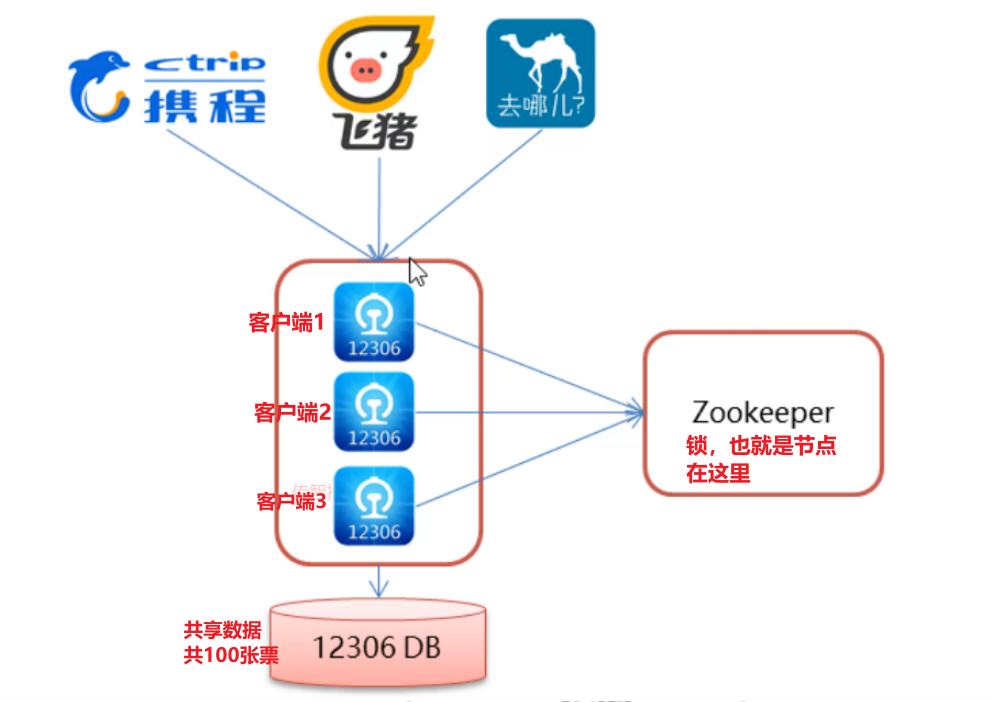 ctrip
携程
飞猪
去哪儿?
客户端1
12306
客户端2
12306
客户端3
12306
Zookeeper
锁，也就是节点
在这里
共享数据
共100张票
12306 DB